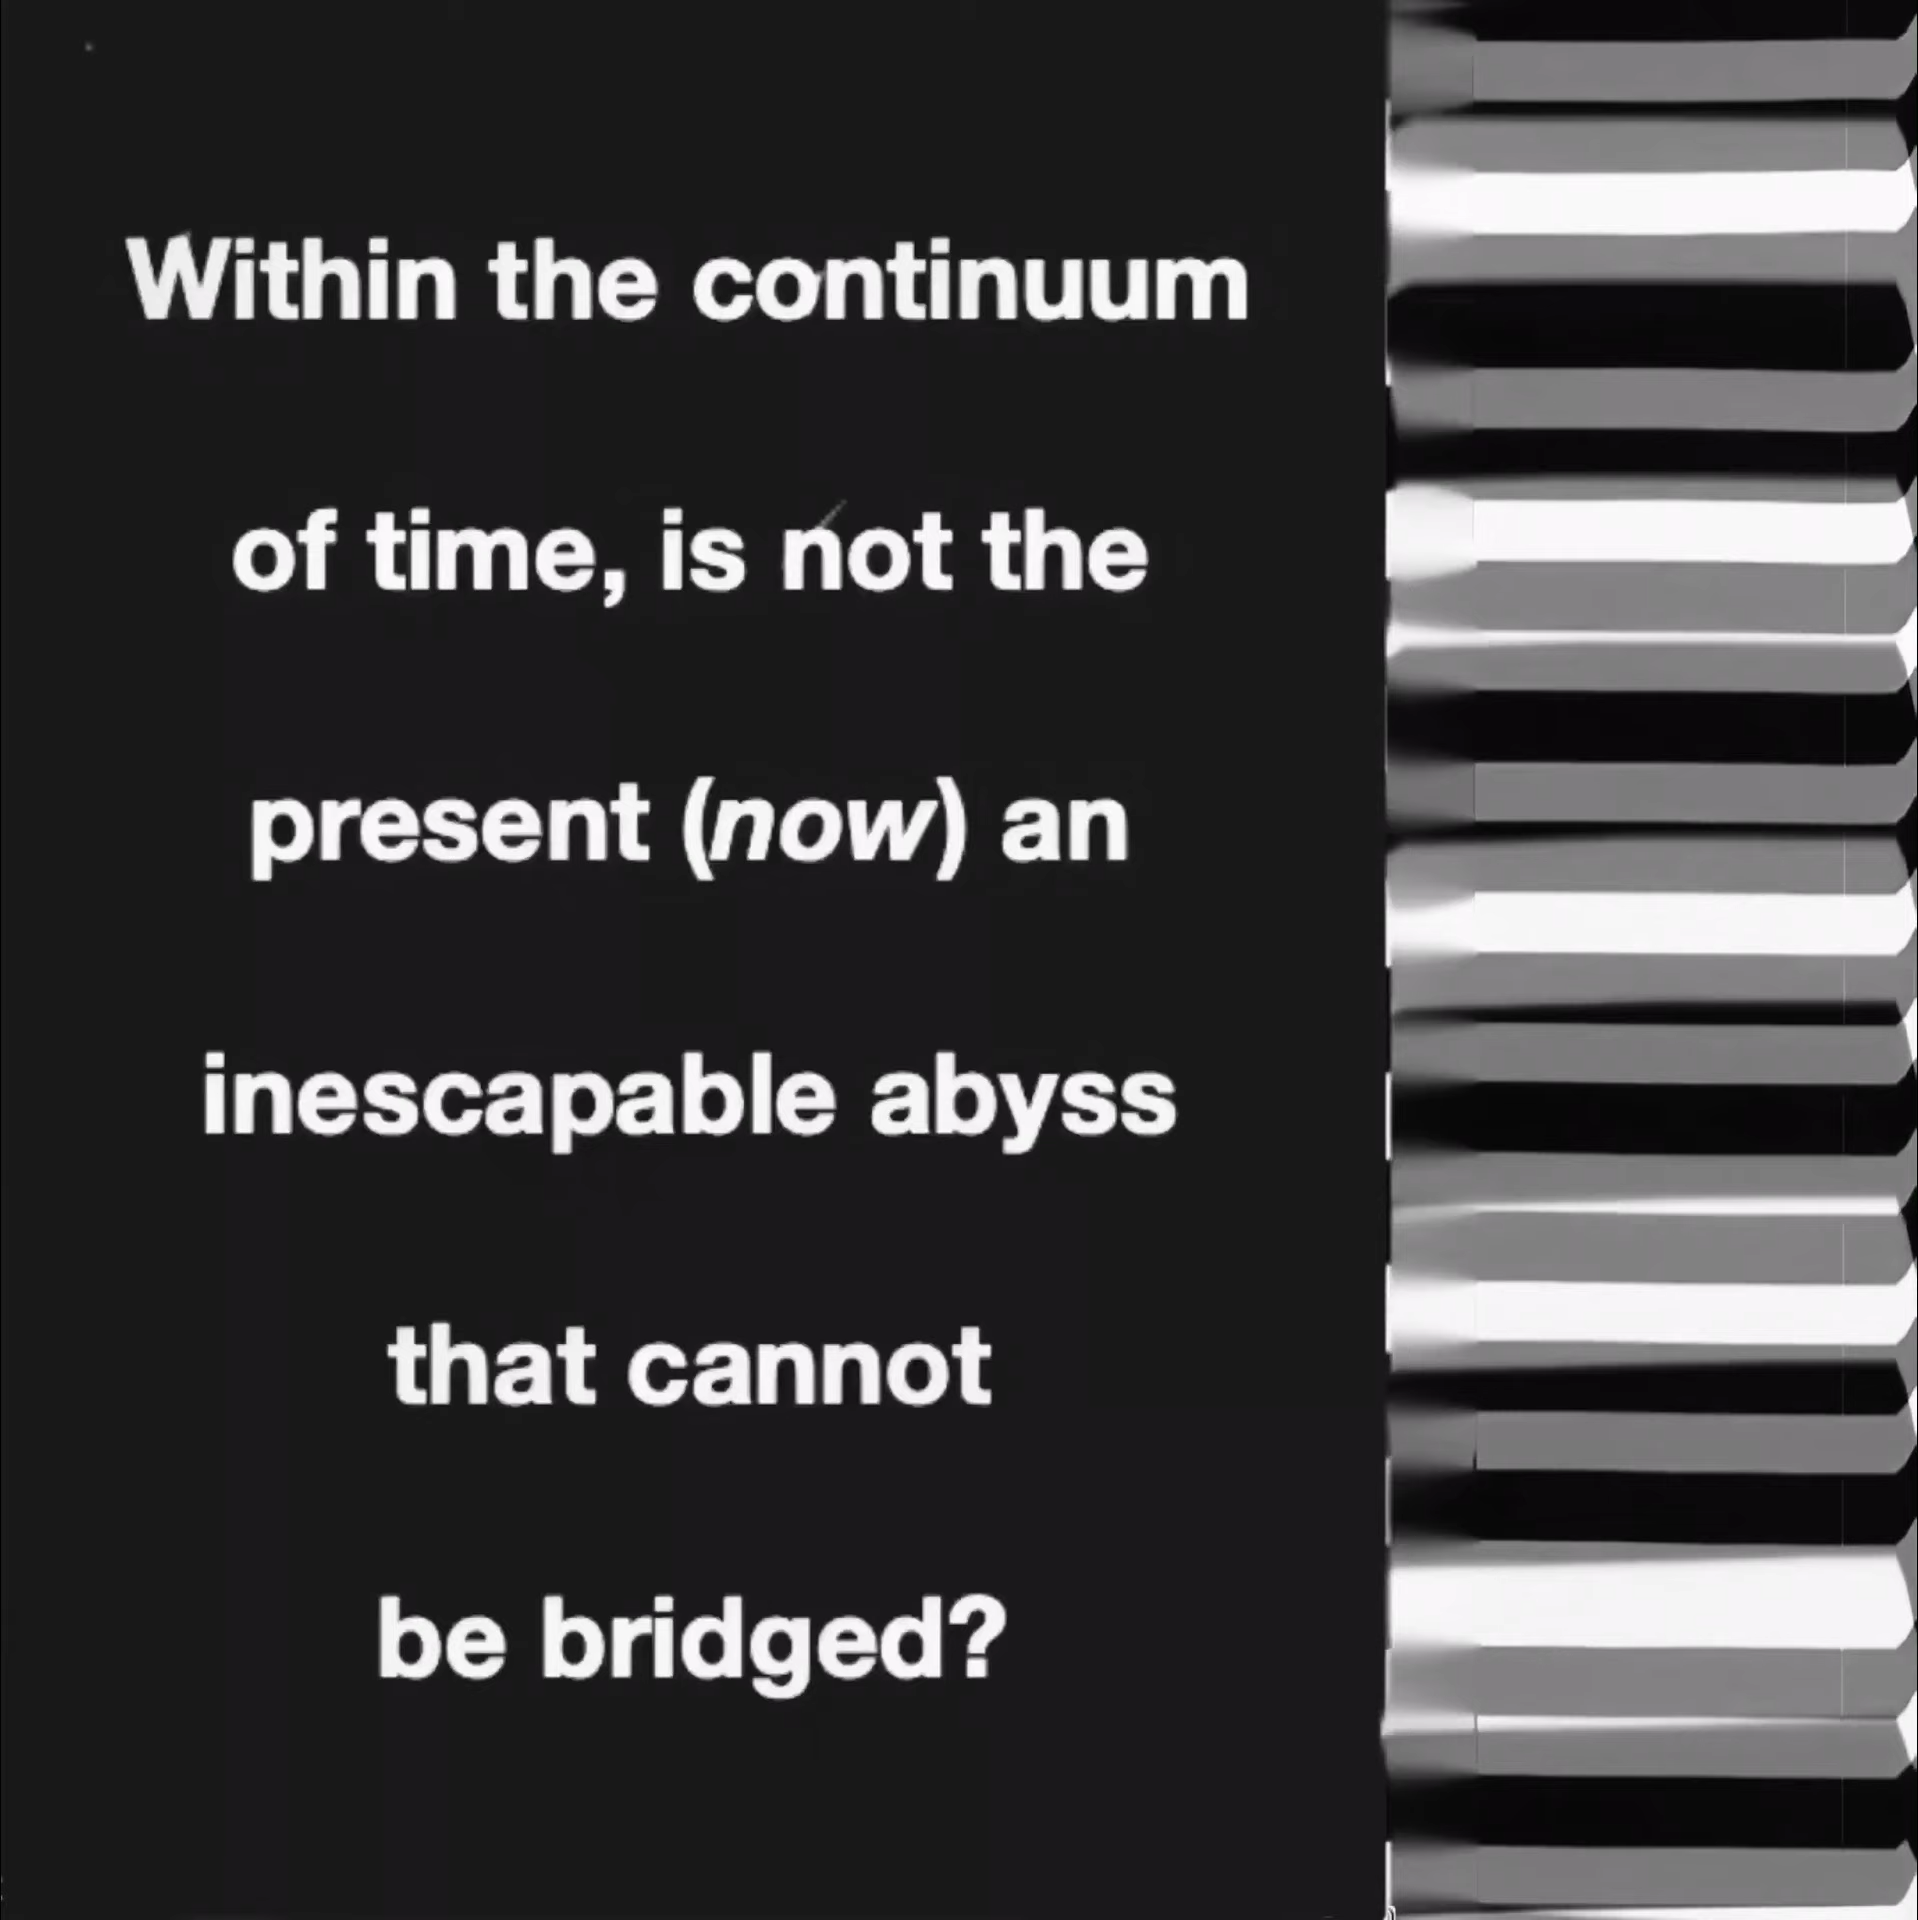 Within the continuum
of time, is not the
present (now) an
inescapable abyss
that cannot
be bridged?